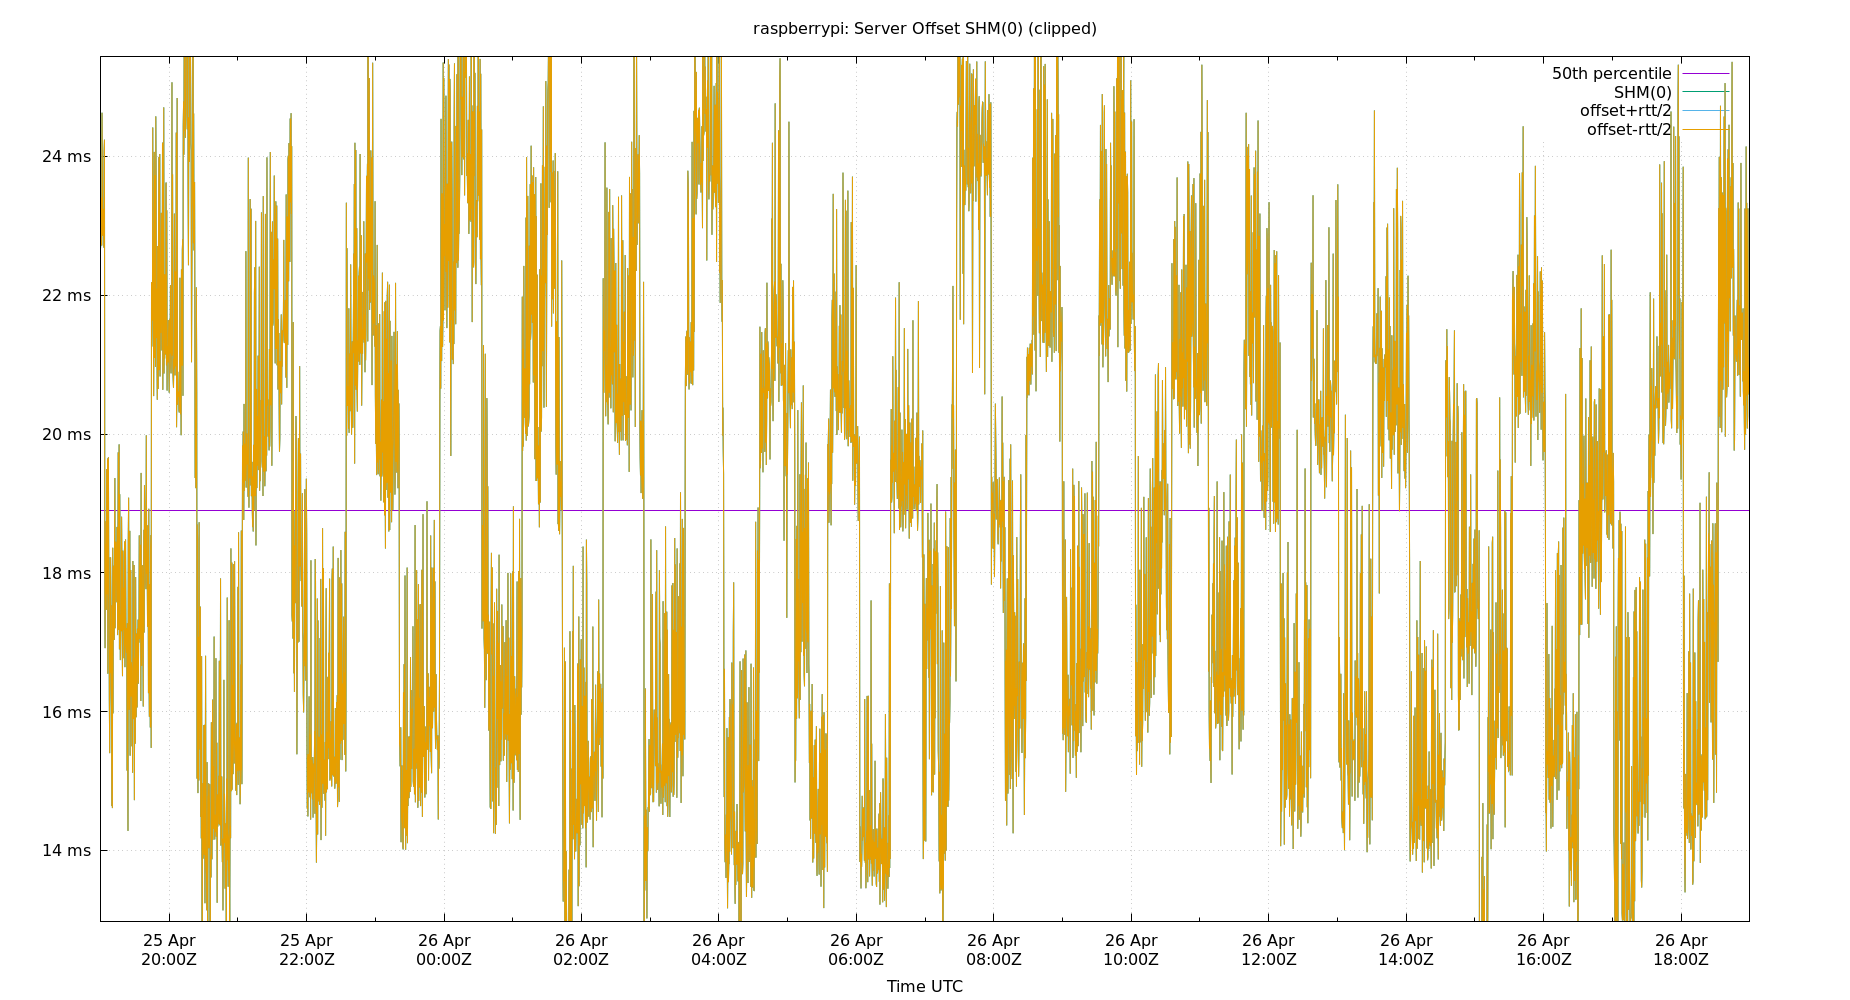 raspberrypi: Server Offset SHM(0) (clipped)
50th percentile
SHM(0)
offset+rtt/2
offset-rtt/2
24 ms
22 ms
20 ms
18 ms
16 ms
14 ms
25 Apr 25 Apr 26 Apr 26 Apr 26 Apr 26 Apr 26 Apr 26 Apr 26 Apr 26 Apr 26 Apr 26 Apr
20:00Z 22:00Z 00:00Z 02:00Z 04:00Z 06:00Z 08:00Z 10:00Z 12:00Z 14:00Z 16:00Z 18:00Z
Time UTC